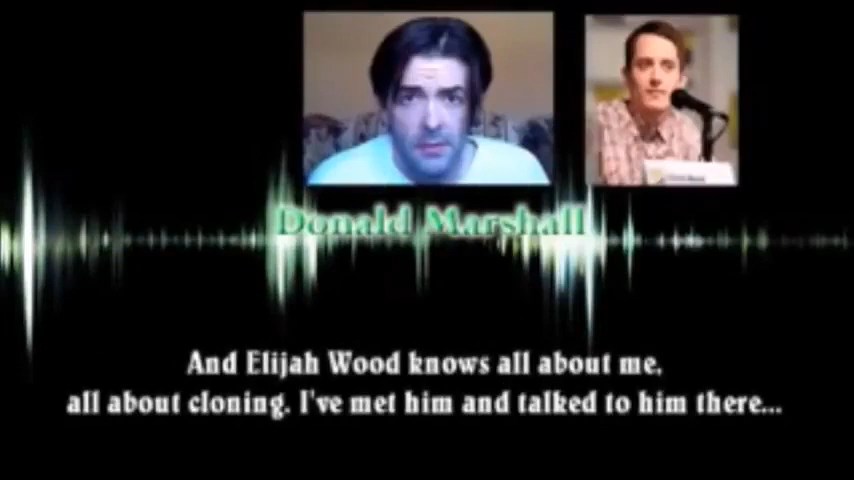 Donald Marshall
And Elijah Wood knows all about me,
all about cloning. I've met him and talked to him there...